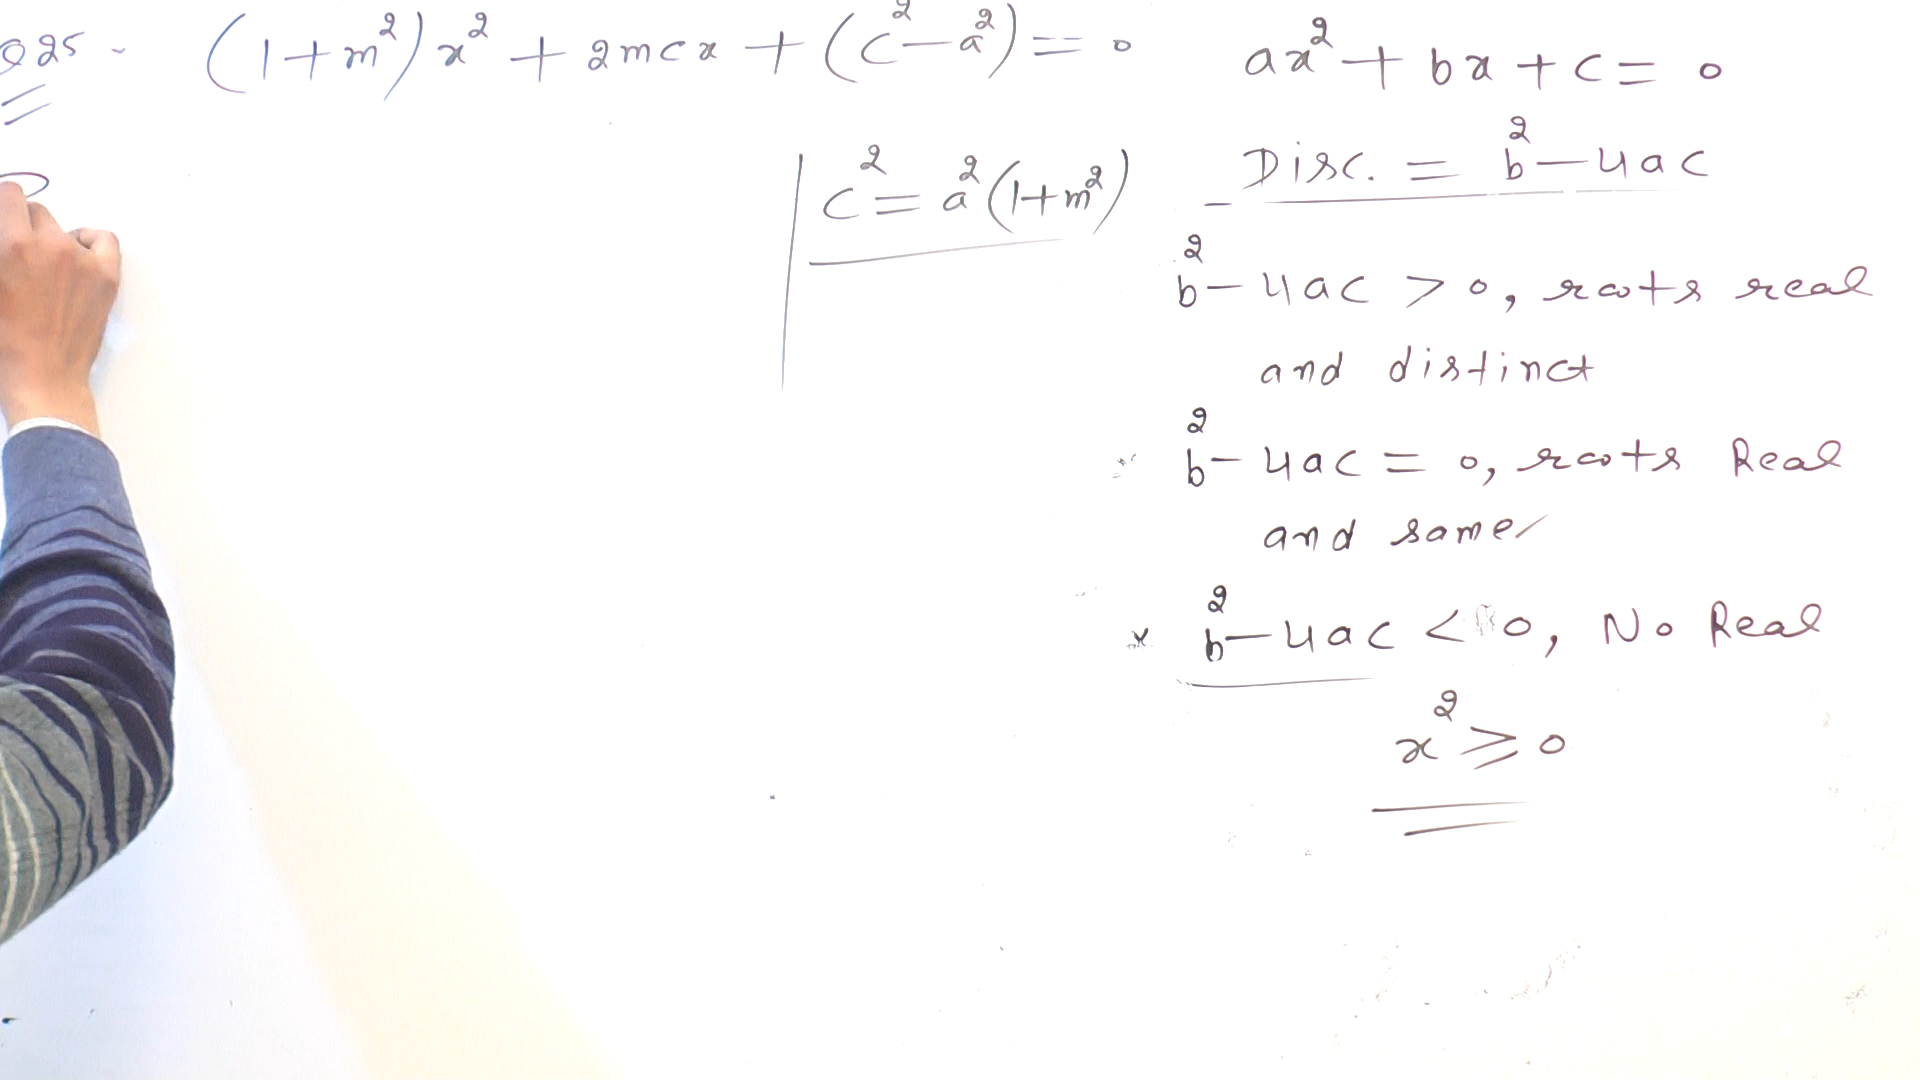 Q25- (1+m²)x² + 2mcx + (c²-a²) = 0
c² = a²(1+m²)
ax² + bx + c = 0
Disc. = b²-4ac
b²-4ac > 0, roots real
and distinct
b²-4ac = 0, roots Real
and same
b²-4ac < 0, No Real
x² ≥ 0